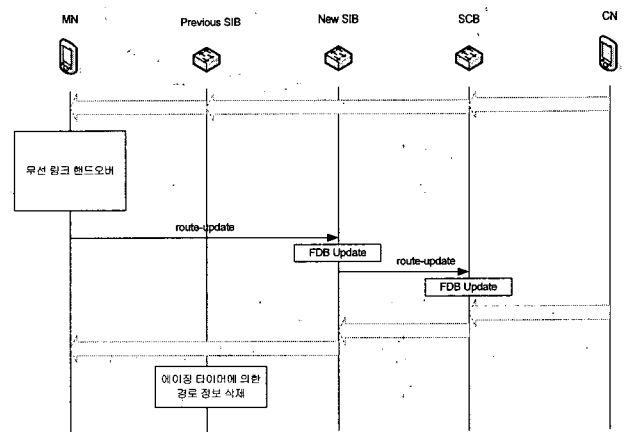 MN
Previous SIB
New SIB
SCB
CN
무선 링크 핸드오버
route-update
FDB Update
route-update
FDB Update
에이징 타이머에 의한
경로 정보 삭제